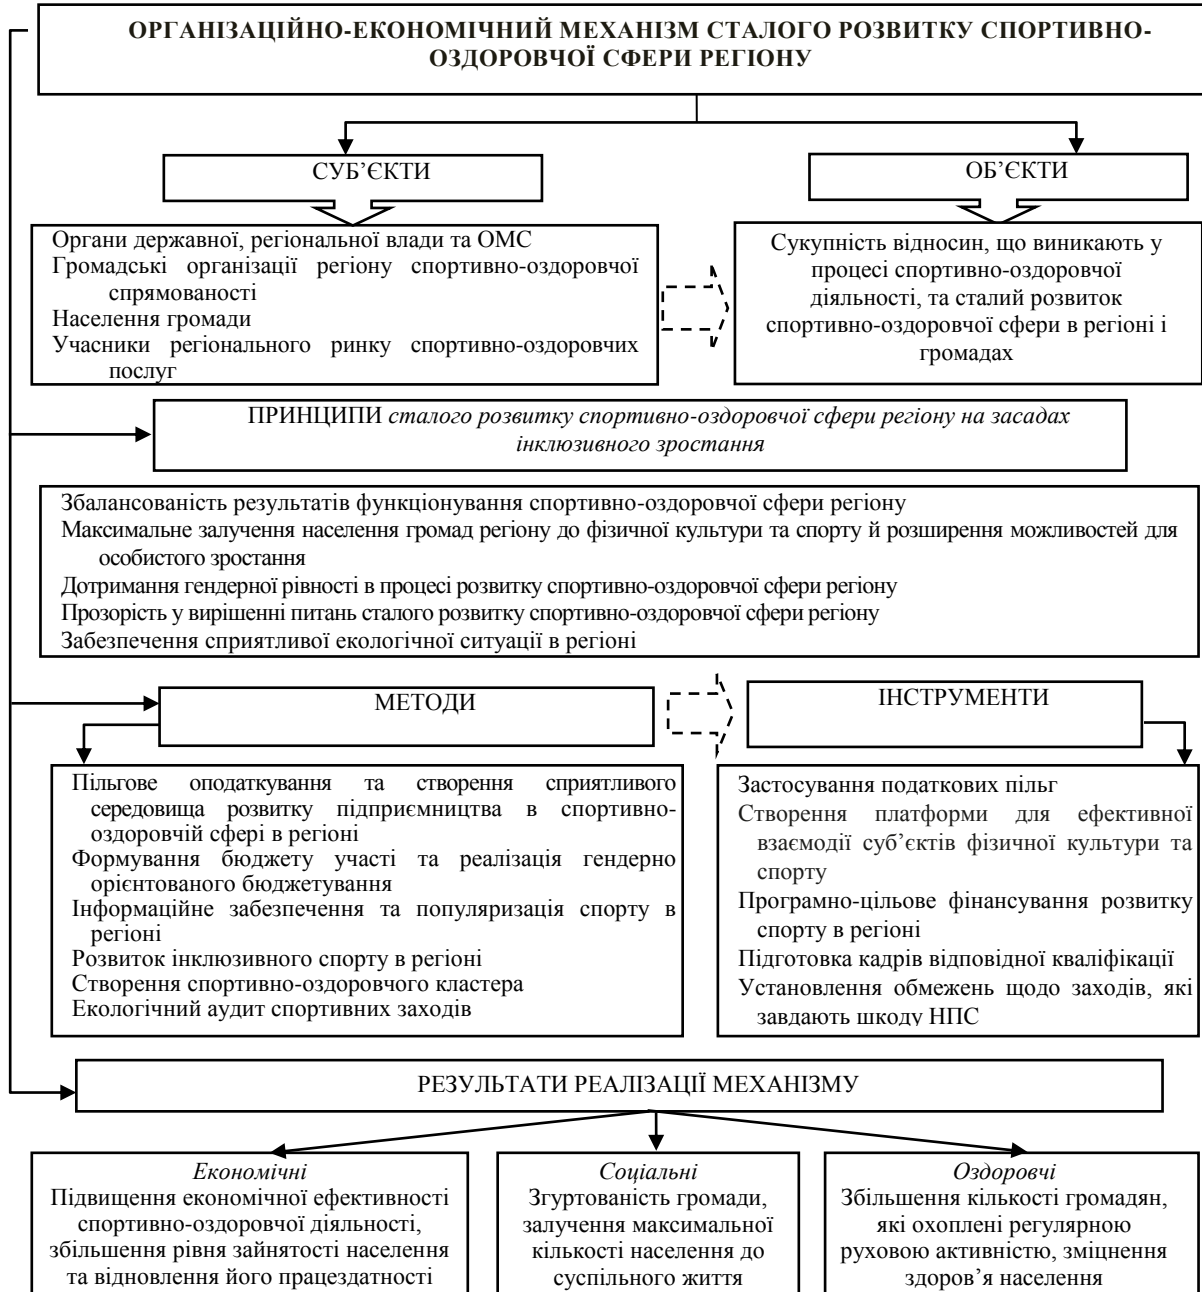 ОРГАНІЗАЦІЙНО-ЕКОНОМІЧНИЙ МЕХАНІЗМ СТАЛОГО РОЗВИТКУ СПОРТИВНО-
ОЗДОРОВЧОЇ СФЕРИ РЕГІОНУ
СУБ’ЄКТИ
ОБ’ЄКТИ
Органи державної, регіональної влади та ОМС
Громадські організації регіону спортивно-оздоровчої
спрямованості
Населення громади
Учасники регіонального ринку спортивно-оздоровчих
послуг
Сукупність відносин, що виникають у
процесі спортивно-оздоровчої
діяльності, та сталий розвиток
спортивно-оздоровчої сфери в регіоні і
громадах
ПРИНЦИПИ сталого розвитку спортивно-оздоровчої сфери регіону на засадах
інклюзивного зростання
Збалансованість результатів функціонування спортивно-оздоровчої сфери регіону
Максимальне залучення населення громад регіону до фізичної культури та спорту й розширення можливостей для
особистого зростання
Дотримання гендерної рівності в процесі розвитку спортивно-оздоровчої сфери регіону
Прозорість у вирішенні питань сталого розвитку спортивно-оздоровчої сфери регіону
Забезпечення сприятливої екологічної ситуації в регіоні
МЕТОДИ
ІНСТРУМЕНТИ
Пільгове оподаткування та створення сприятливого
середовища розвитку підприємництва в спортивно-
оздоровчій сфері в регіоні
Формування бюджету участі та реалізація гендерно
орієнтованого бюджетування
Інформаційне забезпечення та популяризація спорту в
регіоні
Розвиток інклюзивного спорту в регіоні
Створення спортивно-оздоровчого кластера
Екологічний аудит спортивних заходів
Застосування податкових пільг
Створення платформи для ефективної
взаємодії суб’єктів фізичної культури та
спорту
Програмно-цільове фінансування розвитку
спорту в регіоні
Підготовка кадрів відповідної кваліфікації
Установлення обмежень щодо заходів, які
завдають шкоду НПС
РЕЗУЛЬТАТИ РЕАЛІЗАЦІЇ МЕХАНІЗМУ
Економічні
Підвищення економічної ефективності
спортивно-оздоровчої діяльності,
збільшення рівня зайнятості населення
та відновлення його працездатності
Соціальні
Згуртованість громади,
залучення максимальної
кількості населення до
суспільного життя
Оздоровчі
Збільшення кількості громадян,
які охоплені регулярною
руховою активністю, зміцнення
здоров’я населення